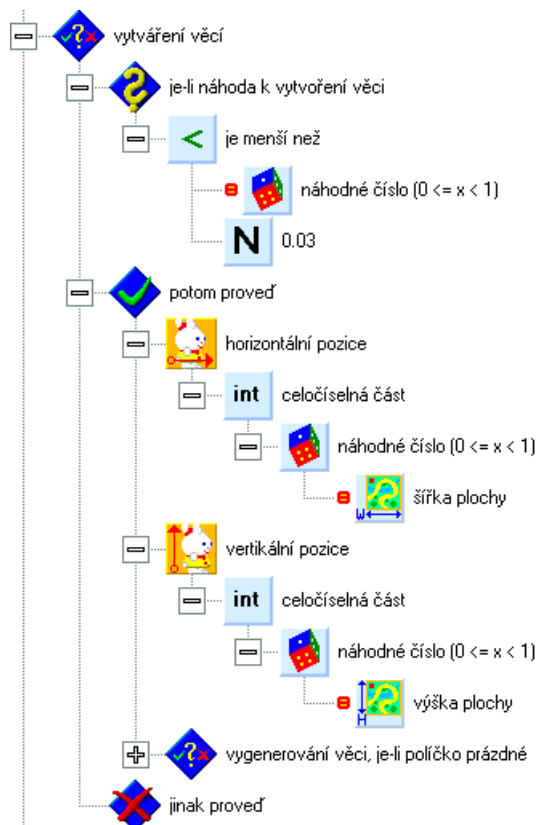 vytváření věcí
je-li náhoda k vytvoření věci
< je menší než
náhodné číslo (0 <= x < 1)
N 0.03
potom proveď
horizontální pozice
int celočíselná část
náhodné číslo (0 <= x < 1)
W šířka plochy
vertikální pozice
int celočíselná část
náhodné číslo (0 <= x < 1)
H výška plochy
vygenerování věci, je-li políčko prázdné
jinak proveď